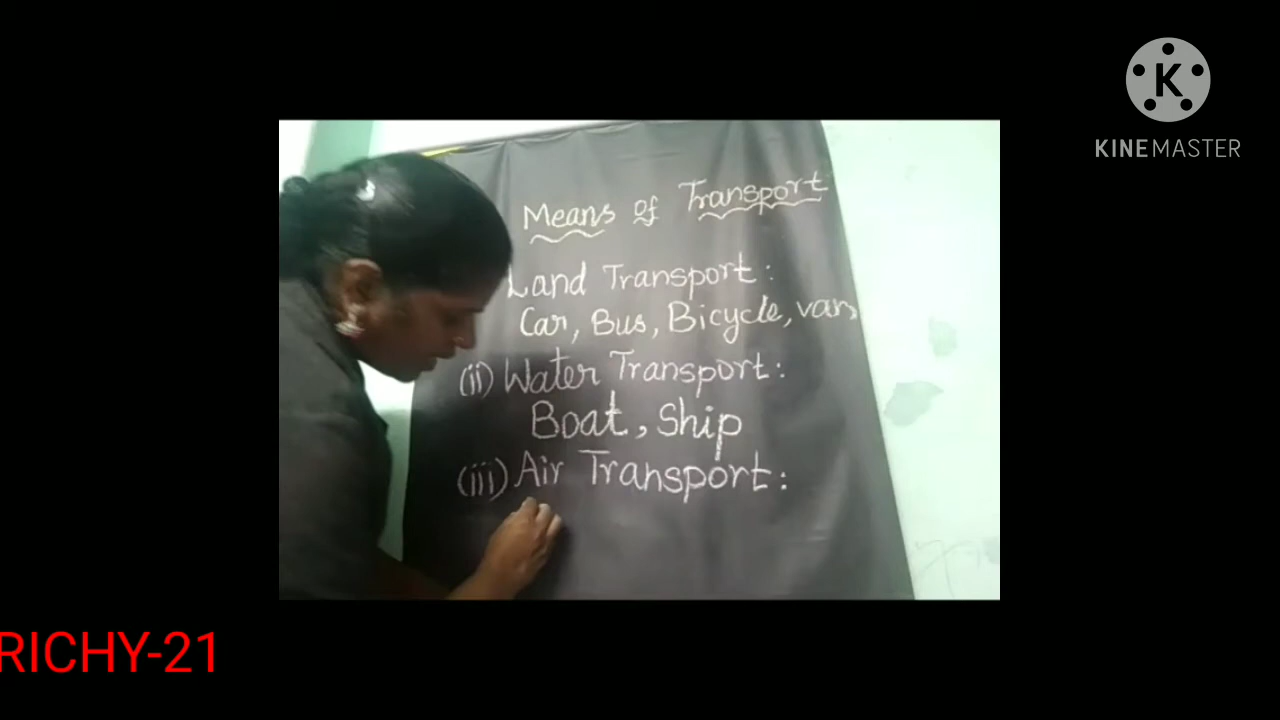 KINEMASTER
Means of Transport
Land Transport:
Car, Bus, Bicycle, van,
(ii) Water Transport:
Boat, Ship
(iii) Air Transport:
RICHY-21